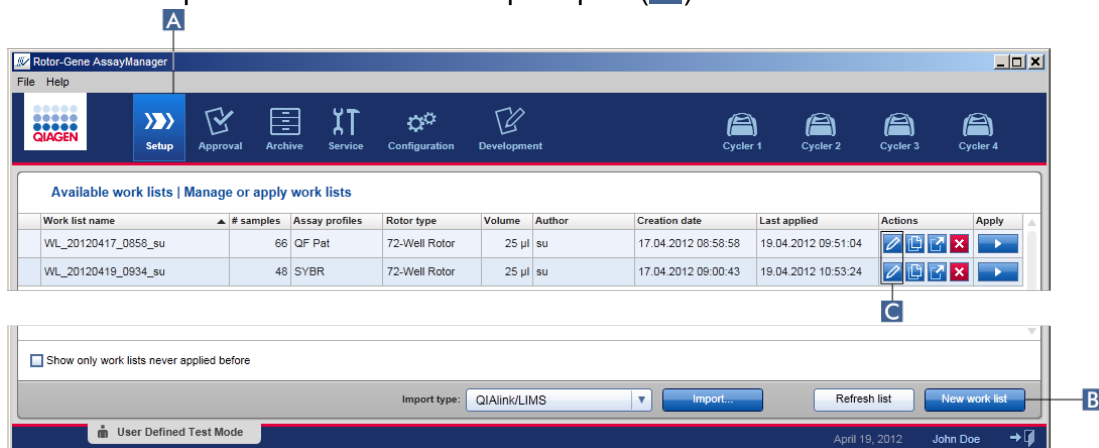 A
Rotor-Gene AssayManager
File Help
QIAGEN
Setup Approval Archive Service Configuration Development Cycler 1 Cycler 2 Cycler 3 Cycler 4
Available work lists | Manage or apply work lists
Work list name # samples Assay profiles Rotor type Volume Author Creation date Last applied Actions Apply
WL_20120417_0858_su 66 QF Pat 72-Well Rotor 25 µl su 17.04.2012 08:58:58 19.04.2012 09:51:04
WL_20120419_0934_su 48 SYBR 72-Well Rotor 25 µl su 17.04.2012 09:00:43 19.04.2012 10:53:24
C
Show only work lists never applied before
Import type: QIAlink/LIMS Import... Refresh list New work list B
User Defined Test Mode April 19, 2012 John Doe